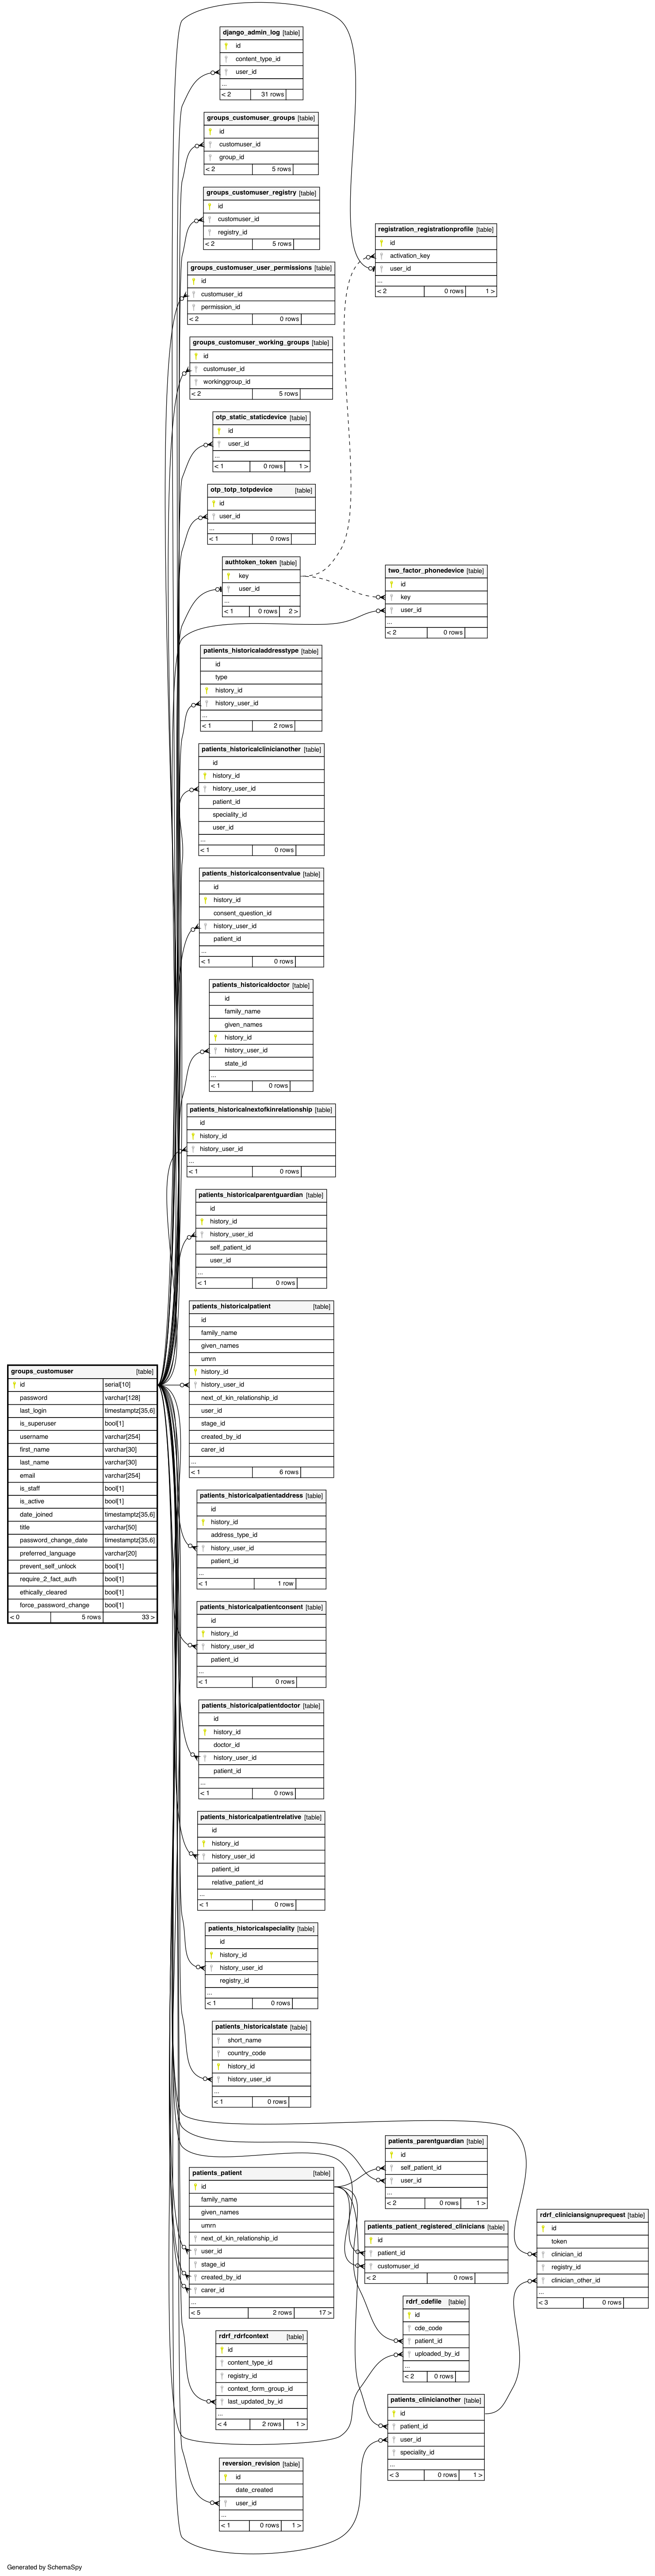 django_admin_log [table]
id
content_type_id
user_id
...
< 2 31 rows
groups_customuser_groups [table]
id
customuser_id
group_id
< 2 5 rows
groups_customuser_registry [table]
id
customuser_id
registry_id
< 2 5 rows
registration_registrationprofile [table]
id
activation_key
user_id
...
< 2 0 rows 1 >
groups_customuser_user_permissions [table]
id
customuser_id
permission_id
< 2 0 rows
groups_customuser_working_groups [table]
id
customuser_id
workinggroup_id
< 2 5 rows
otp_static_staticdevice [table]
id
user_id
...
< 1 0 rows 1 >
otp_totp_totpdevice [table]
id
user_id
...
< 1 0 rows
authtoken_token [table]
key
user_id
...
< 1 0 rows 2 >
two_factor_phonedevice [table]
id
key
user_id
...
< 2 0 rows
patients_historicaladdresstype [table]
id
type
history_id
history_user_id
...
< 1 2 rows
patients_historicalclinicianother [table]
id
history_id
history_user_id
patient_id
speciality_id
user_id
...
< 1 0 rows
patients_historicalconsentvalue [table]
id
history_id
consent_question_id
history_user_id
patient_id
...
< 1 0 rows
patients_historicaldoctor [table]
id
family_name
given_names
history_id
history_user_id
state_id
...
< 1 0 rows
patients_historicalnextofkinrelationship [table]
id
history_id
history_user_id
...
< 1 0 rows
patients_historicalparentguardian [table]
id
history_id
history_user_id
self_patient_id
user_id
...
< 1 0 rows
patients_historicalpatient [table]
id
family_name
given_names
umrn
history_id
history_user_id
next_of_kin_relationship_id
user_id
stage_id
created_by_id
carer_id
...
< 1 6 rows
groups_customuser [table]
id serial[10]
password varchar[128]
last_login timestamptz[35,6]
is_superuser bool[1]
username varchar[254]
first_name varchar[30]
last_name varchar[30]
email varchar[254]
is_staff bool[1]
is_active bool[1]
date_joined timestamptz[35,6]
title varchar[50]
password_change_date timestamptz[35,6]
preferred_language varchar[20]
prevent_self_unlock bool[1]
require_2_fact_auth bool[1]
ethically_cleared bool[1]
force_password_change bool[1]
< 0 5 rows 33 >
patients_historicalpatientaddress [table]
id
history_id
address_type_id
history_user_id
patient_id
...
< 1 1 row
patients_historicalpatientconsent [table]
id
history_id
history_user_id
patient_id
...
< 1 0 rows
patients_historicalpatientdoctor [table]
id
history_id
doctor_id
history_user_id
patient_id
...
< 1 0 rows
patients_historicalpatientrelative [table]
id
history_id
history_user_id
patient_id
relative_patient_id
...
< 1 0 rows
patients_historicalspeciality [table]
id
history_id
history_user_id
registry_id
...
< 1 0 rows
patients_historicalstate [table]
short_name
country_code
history_id
history_user_id
...
< 1 0 rows
patients_parentguardian [table]
id
self_patient_id
user_id
...
< 2 0 rows 1 >
patients_patient [table]
id
family_name
given_names
umrn
next_of_kin_relationship_id
user_id
stage_id
created_by_id
carer_id
...
< 5 2 rows 17 >
patients_patient_registered_clinicians [table]
id
patient_id
customuser_id
< 2 0 rows
rdrf_cliniciansignuprequest [table]
id
token
clinician_id
registry_id
clinician_other_id
...
< 3 0 rows
rdrf_cdefile [table]
id
cde_code
patient_id
uploaded_by_id
...
< 2 0 rows
rdrf_rdrfcontext [table]
id
content_type_id
registry_id
context_form_group_id
last_updated_by_id
...
< 4 2 rows 1 >
patients_clinicianother [table]
id
patient_id
user_id
speciality_id
...
< 3 0 rows 1 >
reversion_revision [table]
id
date_created
user_id
...
< 1 0 rows 1 >
Generated by SchemaSpy